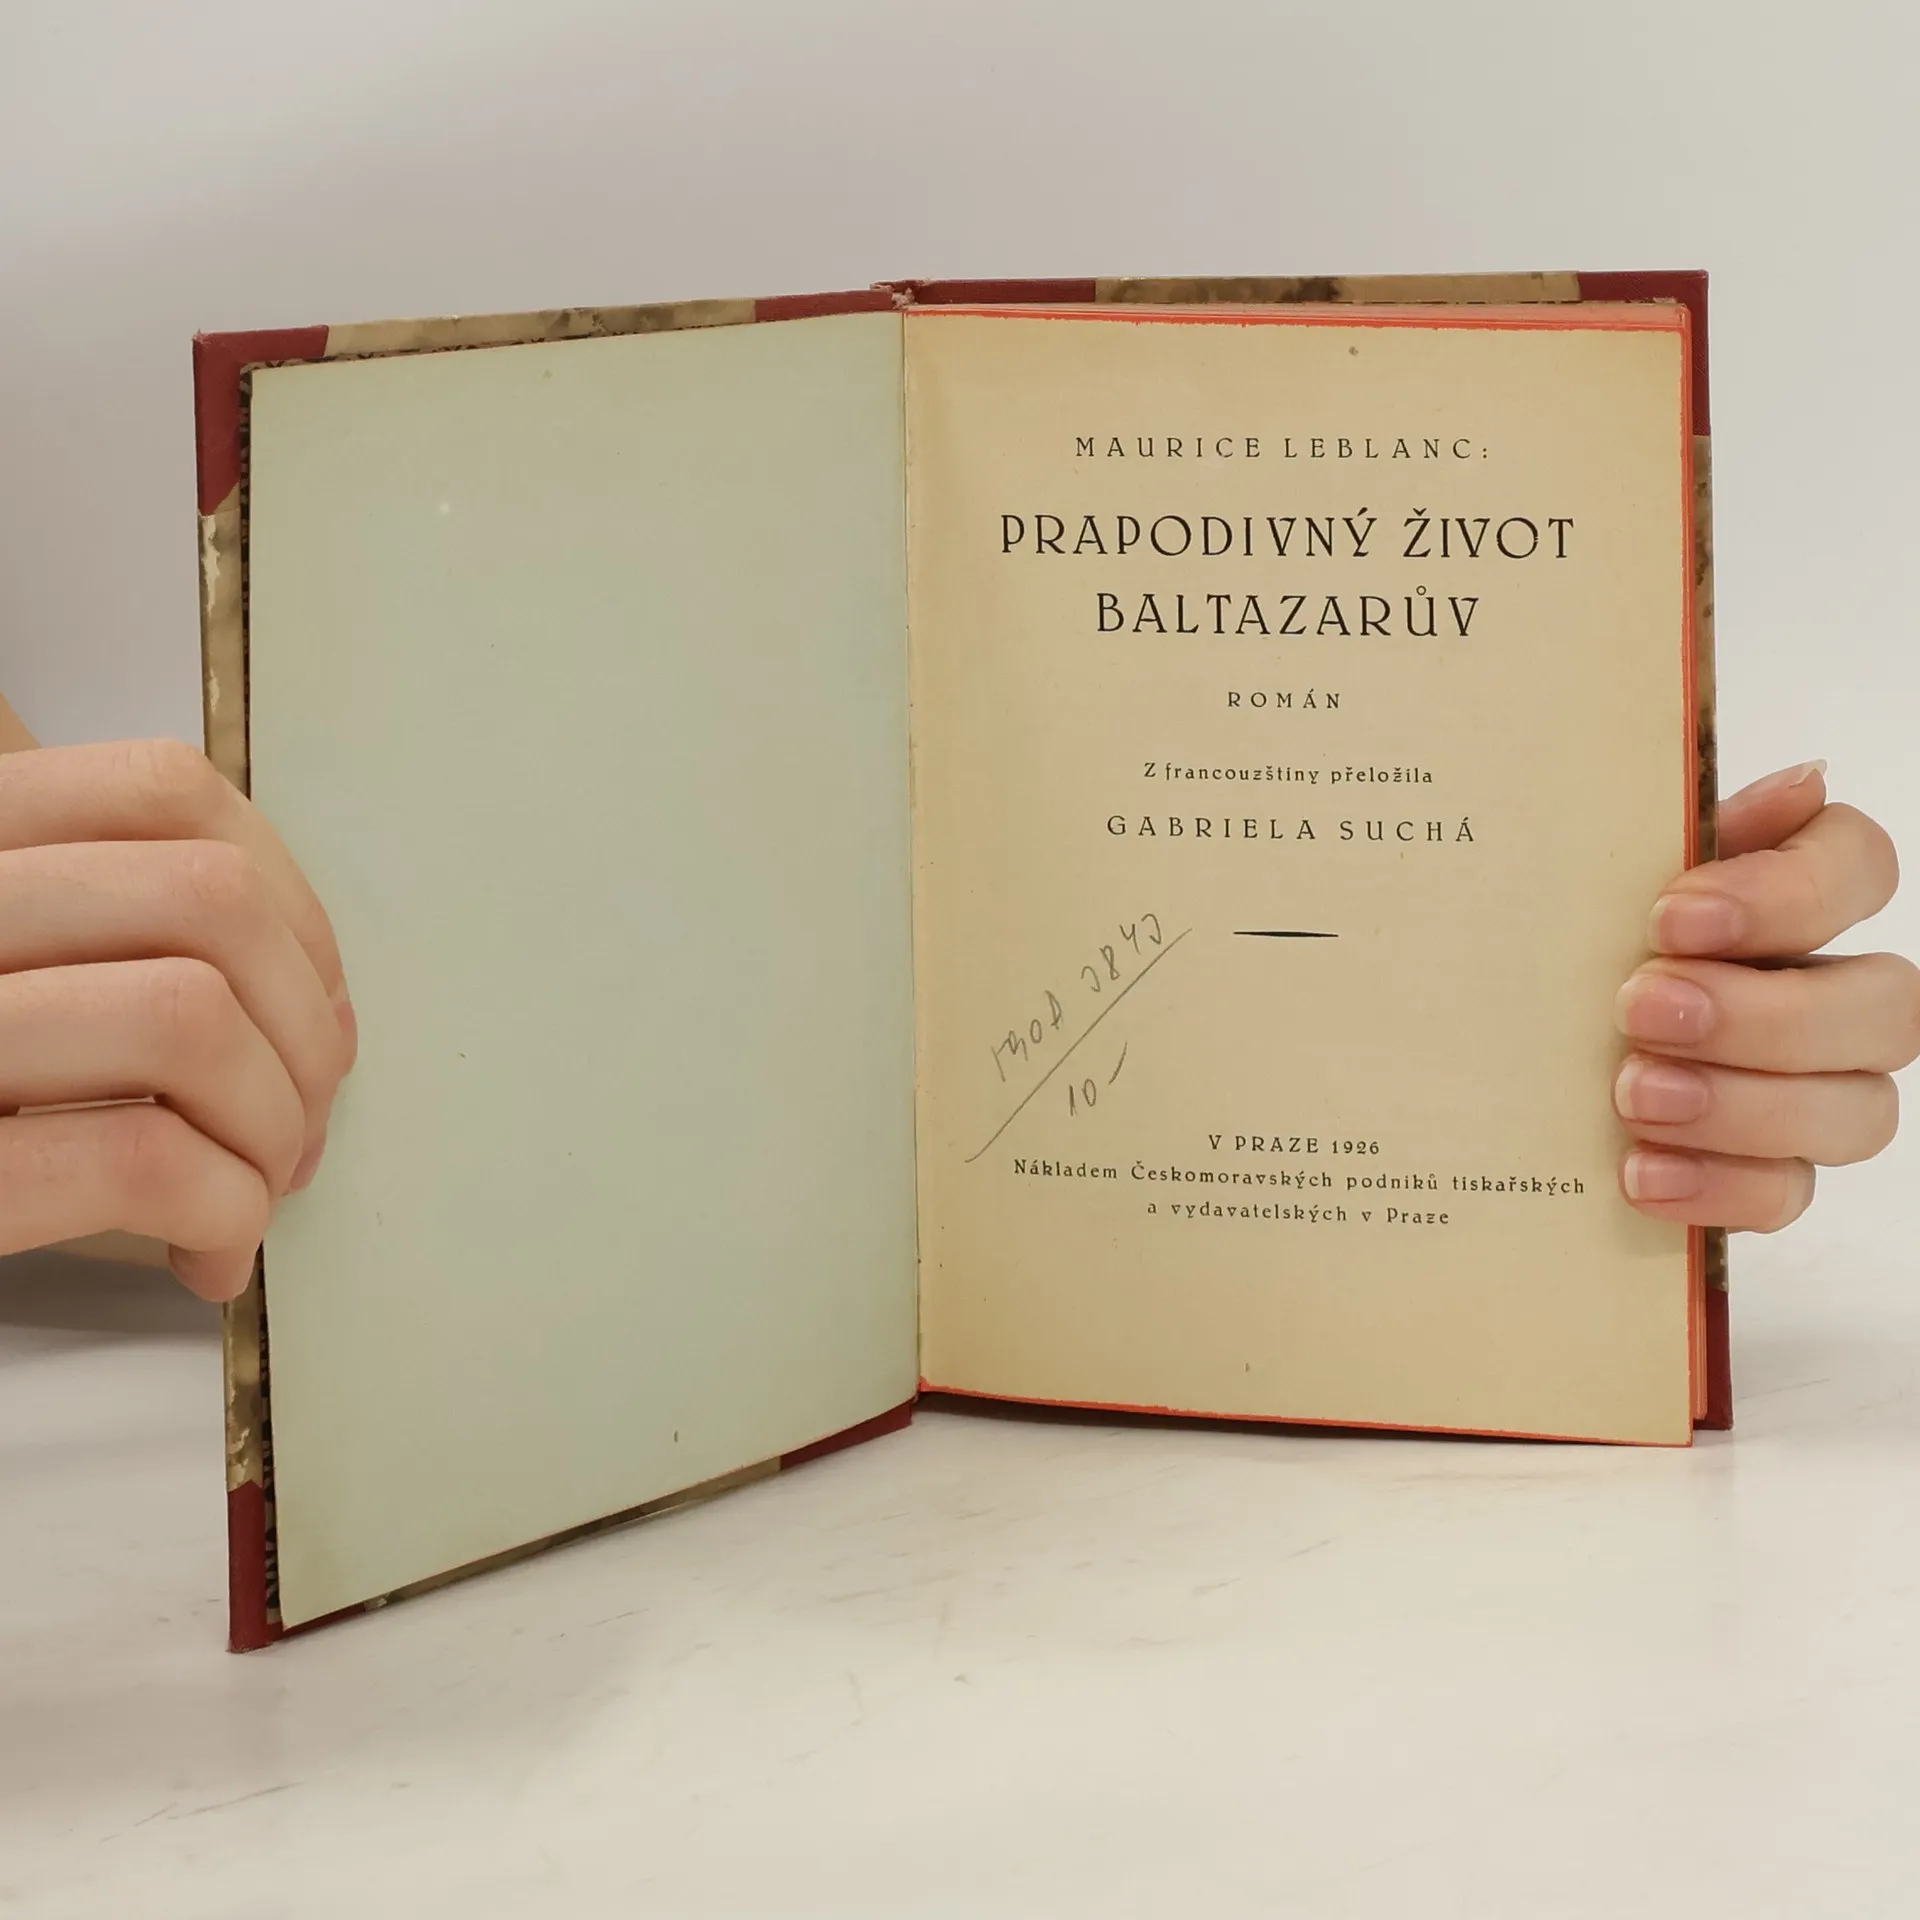 MAURICE LEBLANC:
PRAPODIVNÝ ŽIVOT
BALTAZARŮV
ROMÁN
Z francouzštiny přeložila
GABRIELA SUCHÁ
10-
V PRAZE 1926
Nákladem Českomoravských podniků tiskařských
a vydavatelských v Praze